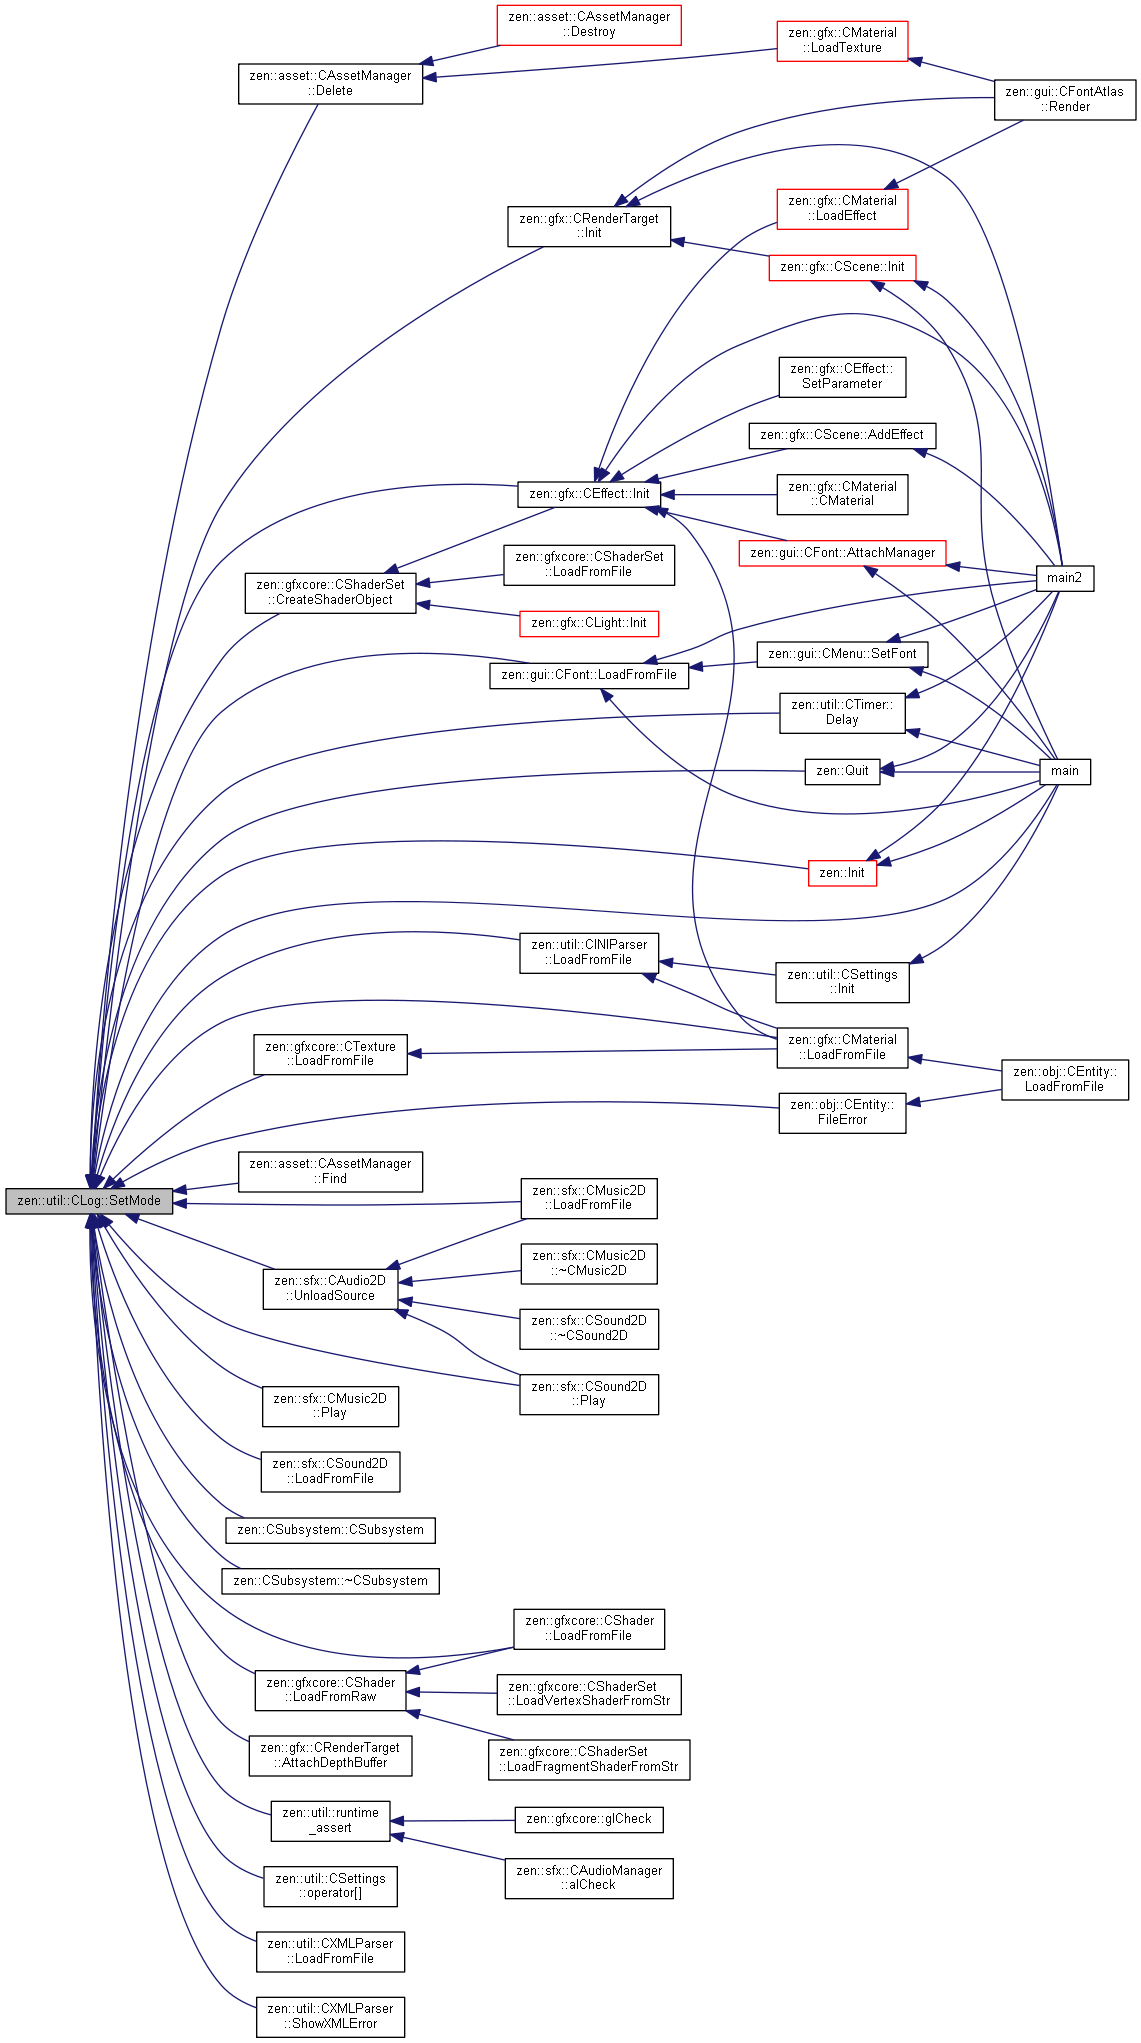 zen::asset::CAssetManager
::Destroy
zen::gfx::CMaterial
::LoadTexture
zen::asset::CAssetManager
::Delete
zen::gui::CFontAtlas
::Render
zen::gfx::CMaterial
::LoadEffect
zen::gfx::CRenderTarget
::Init
zen::gfx::CScene::Init
zen::gfx::CEffect::
SetParameter
zen::gfx::CScene::AddEffect
zen::gfx::CEffect::Init
zen::gfx::CMaterial
::CMaterial
zen::gui::CFont::AttachManager
zen::gfxcore::CShaderSet
::LoadFromFile
main2
zen::gfxcore::CShaderSet
::CreateShaderObject
zen::gfx::CLight::Init
zen::gui::CMenu::SetFont
zen::gui::CFont::LoadFromFile
zen::util::CTimer::
Delay
zen::Quit
main
zen::Init
zen::util::CINIParser
::LoadFromFile
zen::util::CSettings
::Init
zen::gfxcore::CTexture
::LoadFromFile
zen::gfx::CMaterial
::LoadFromFile
zen::obj::CEntity::
LoadFromFile
zen::obj::CEntity::
FileError
zen::asset::CAssetManager
::Find
zen::util::CLog::SetMode
zen::sfx::CMusic2D
::LoadFromFile
zen::sfx::CMusic2D
::~CMusic2D
zen::sfx::CAudio2D
::UnloadSource
zen::sfx::CSound2D
::~CSound2D
zen::sfx::CSound2D
::Play
zen::sfx::CMusic2D
::Play
zen::sfx::CSound2D
::LoadFromFile
zen::CSubsystem::CSubsystem
zen::CSubsystem::~CSubsystem
zen::gfxcore::CShader
::LoadFromFile
zen::gfxcore::CShader
::LoadFromRaw
zen::gfxcore::CShaderSet
::LoadVertexShaderFromStr
zen::gfx::CRenderTarget
::AttachDepthBuffer
zen::gfxcore::CShaderSet
::LoadFragmentShaderFromStr
zen::util::runtime
_assert
zen::gfxcore::glCheck
zen::sfx::CAudioManager
::alCheck
zen::util::CSettings
::operator[]
zen::util::CXMLParser
::LoadFromFile
zen::util::CXMLParser
::ShowXMLError